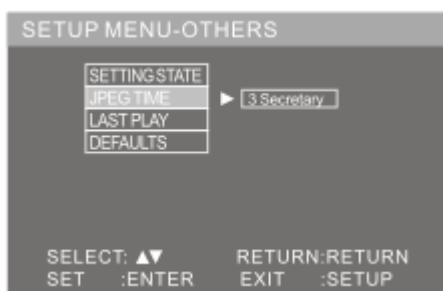 SETUP MENU-OTHERS
SETTING STATE
JPEG TIME ▶ 3 Secretary
LAST PLAY
DEFAULTS
SELECT: ▲▼ RETURN:RETURN
SET :ENTER EXIT :SETUP